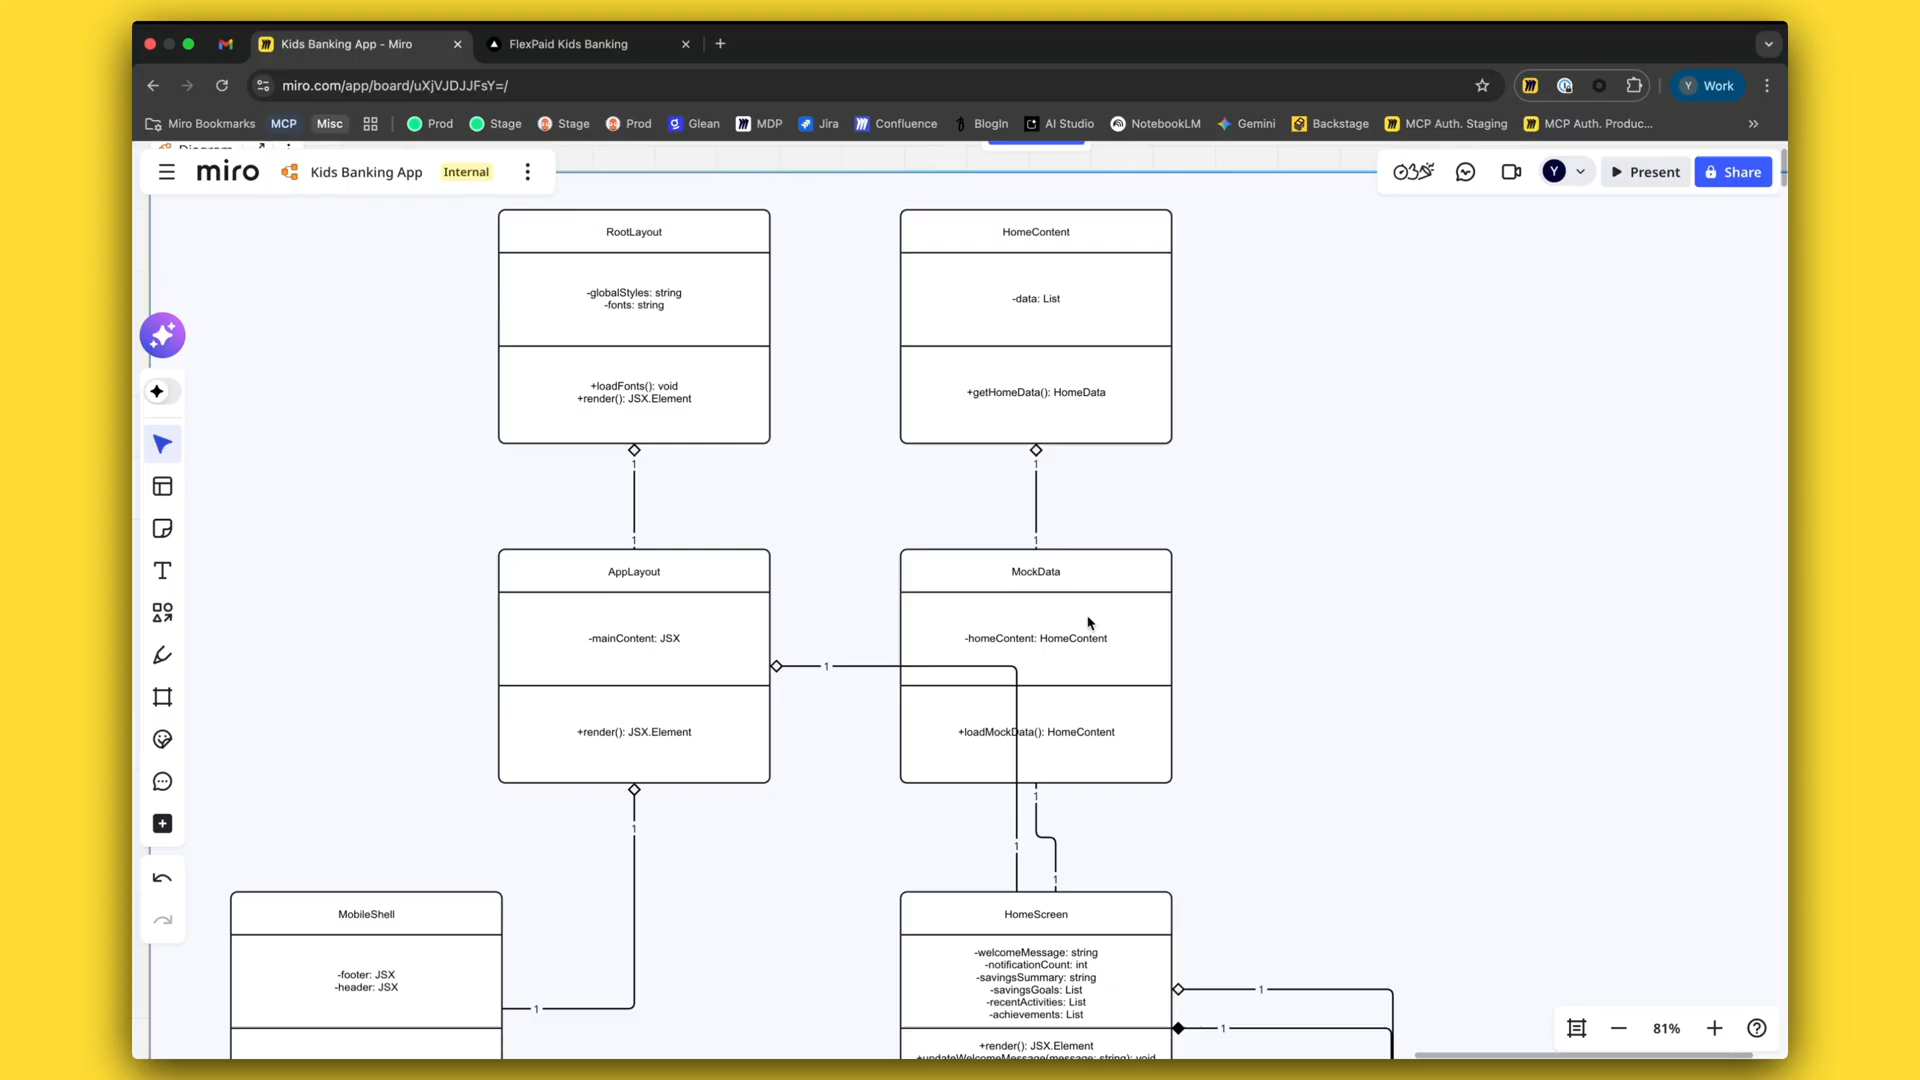 Kids Banking App - Miro
FlexPaid Kids Banking
miro.com/app/board/uXjVJDJJFsY=/
Y Work
Miro Bookmarks
MCP
Misc
Prod
Stage
Stage
Prod
Glean
MDP
Jira
Confluence
BlogIn
AI Studio
NotebookLM
Gemini
Backstage
MCP Auth. Staging
MCP Auth. Produc...
miro
Kids Banking App
Internal
Y
Present
Share
RootLayout
-globalStyles: string
-fonts: string
+loadFonts(): void
+render(): JSX.Element
HomeContent
-data: List
+getHomeData(): HomeData
1
1
1
1
AppLayout
-mainContent: JSX
+render(): JSX.Element
MockData
-homeContent: HomeContent
+loadMockData(): HomeContent
1
1
1
1
1
1
MobileShell
-footer: JSX
-header: JSX
HomeScreen
-welcomeMessage: string
-notificationCount: int
-savingsSummary: string
-savingsGoals: List
-recentActivities: List
-achievements: List
+render(): JSX.Element
+updateWelcomeMessage(message: string): void
1
1
81%